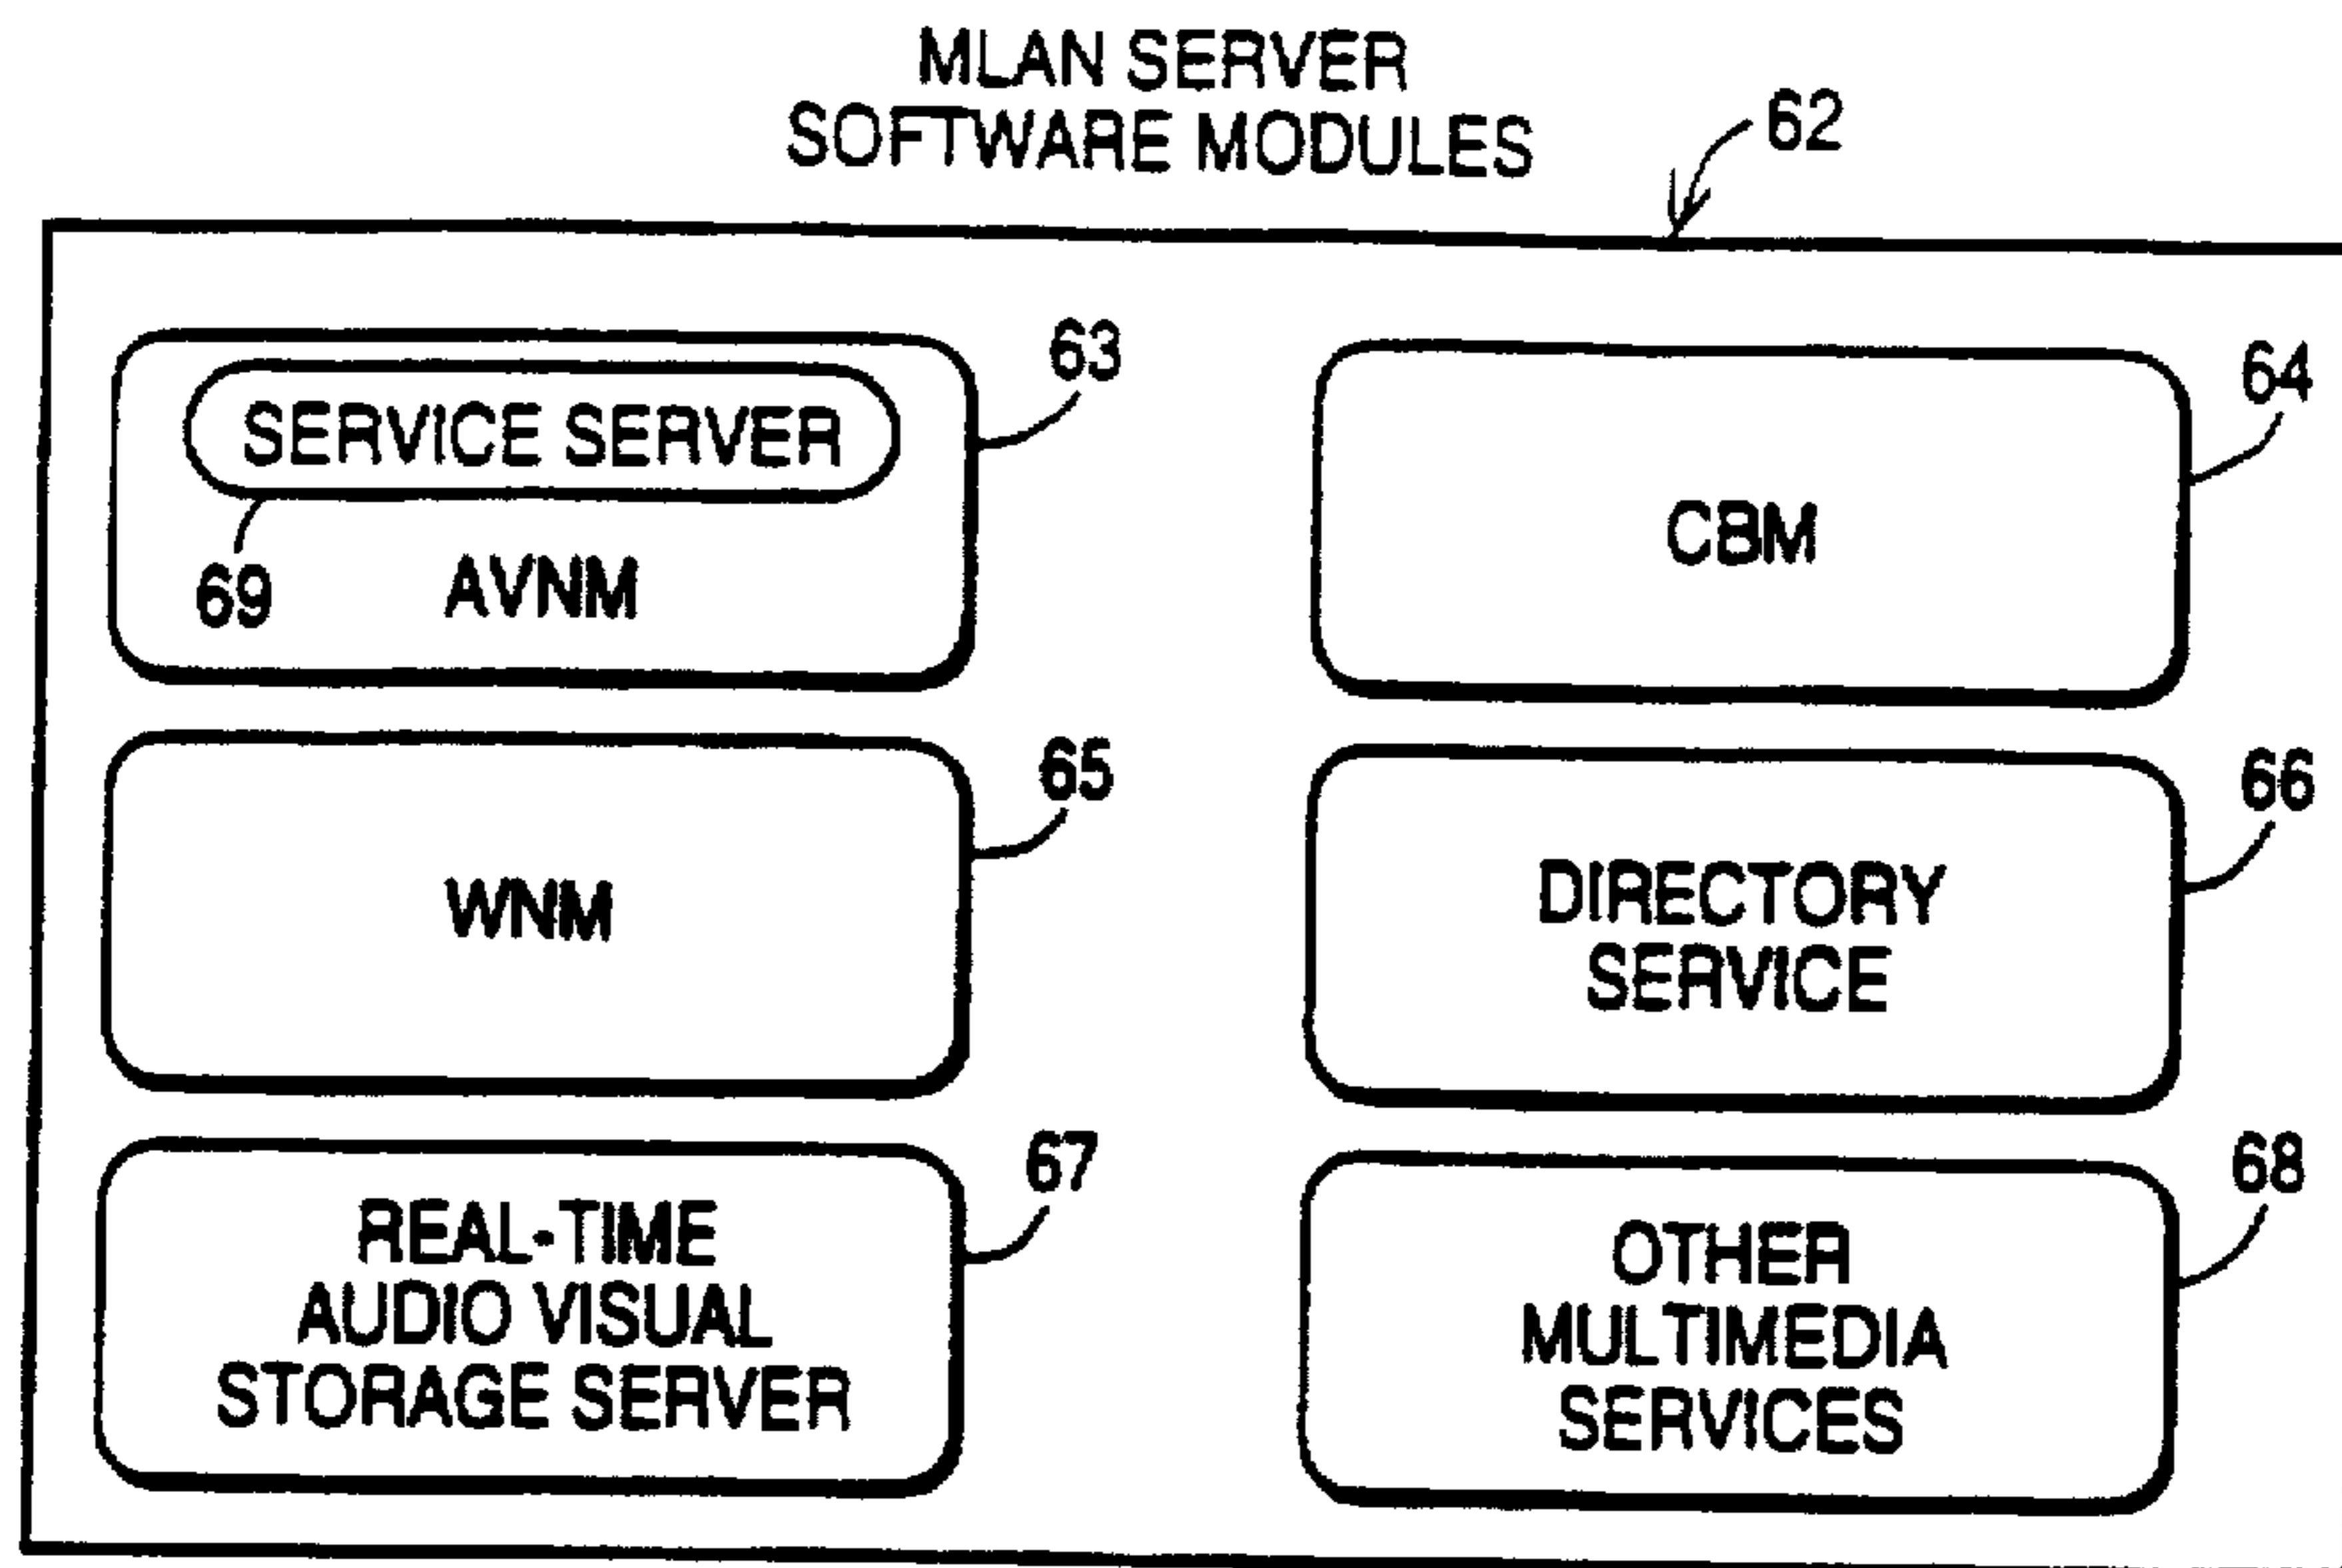 MLAN SERVER
SOFTWARE MODULES
62
63
SERVICE SERVER
69
AVNM
64
CBM
65
WNM
66
DIRECTORY
SERVICE
67
REAL-TIME
AUDIO VISUAL
STORAGE SERVER
68
OTHER
MULTIMEDIA
SERVICES